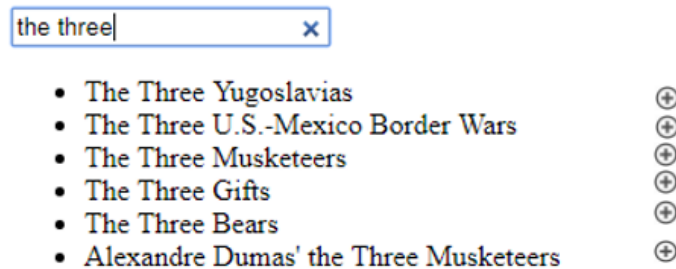 the three
The Three Yugoslavias
The Three U.S.-Mexico Border Wars
The Three Musketeers
The Three Gifts
The Three Bears
Alexandre Dumas' the Three Musketeers